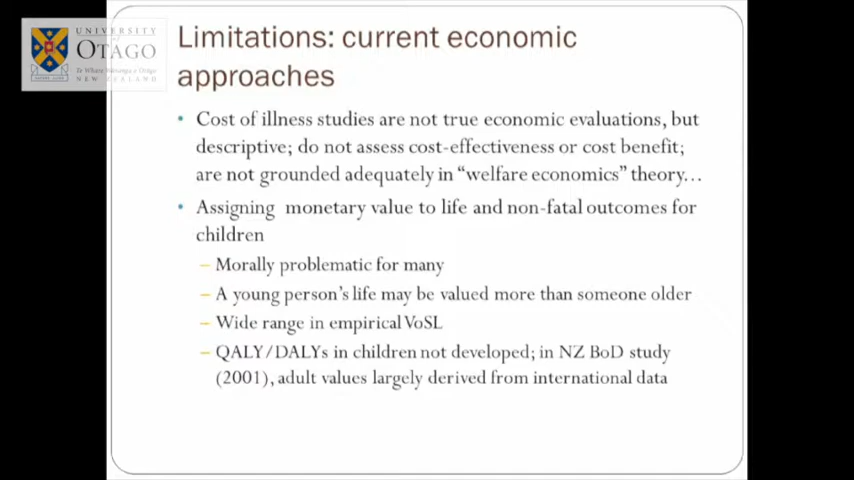 UNIVERSITY
OTAGO
Te Whare Wānanga o Otāgo
NEW ZEALAND
Limitations: current economic
approaches
• Cost of illness studies are not true economic evaluations, but
descriptive; do not assess cost-effectiveness or cost benefit;
are not grounded adequately in “welfare economics” theory…
• Assigning monetary value to life and non-fatal outcomes for
children
– Morally problematic for many
– A young person’s life may be valued more than someone older
– Wide range in empirical VoSL
– QALY/DALYs in children not developed; in NZ BoD study
(2001), adult values largely derived from international data